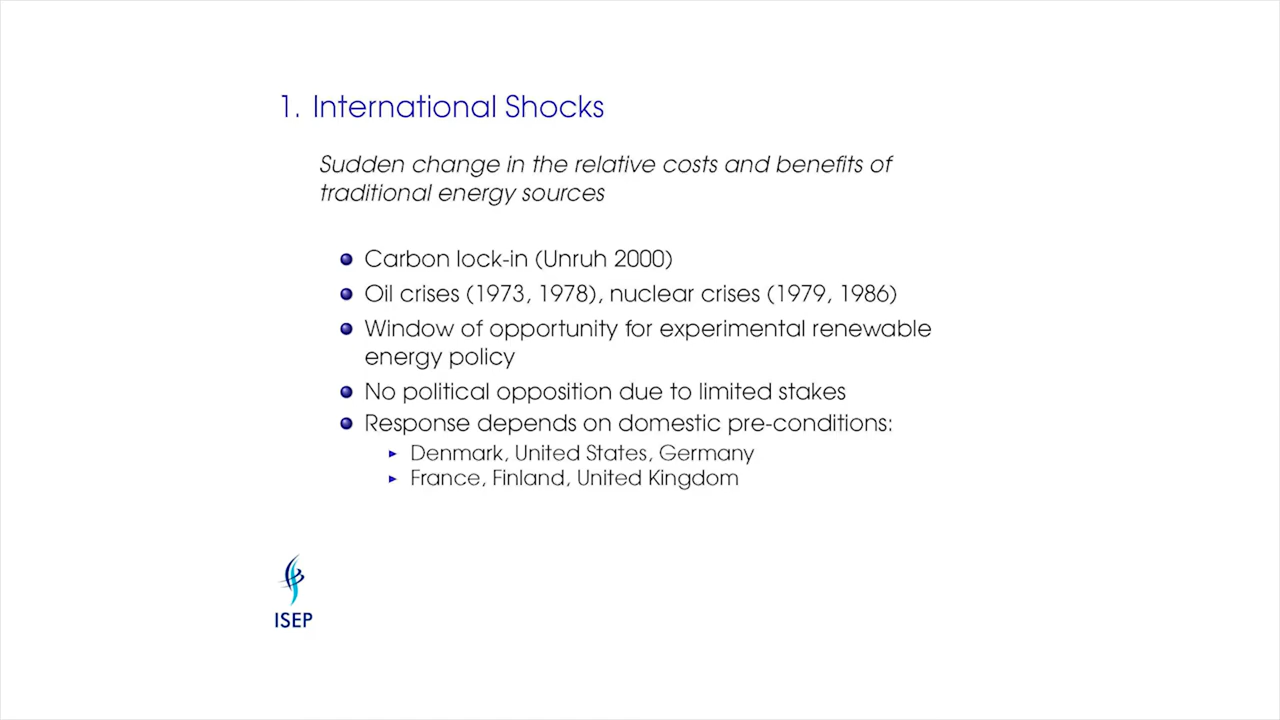 1. International Shocks
Sudden change in the relative costs and benefits of
traditional energy sources
Carbon lock-in (Unruh 2000)
Oil crises (1973, 1978), nuclear crises (1979, 1986)
Window of opportunity for experimental renewable
energy policy
No political opposition due to limited stakes
Response depends on domestic pre-conditions:
Denmark, United States, Germany
France, Finland, United Kingdom
ISEP